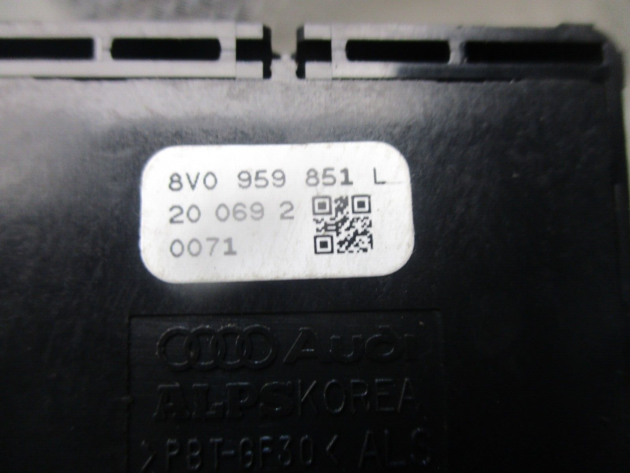 8V0 959 851 L
20 069 2
0071
Audi
ALPSKOREA
>PBT-GF30< ALS